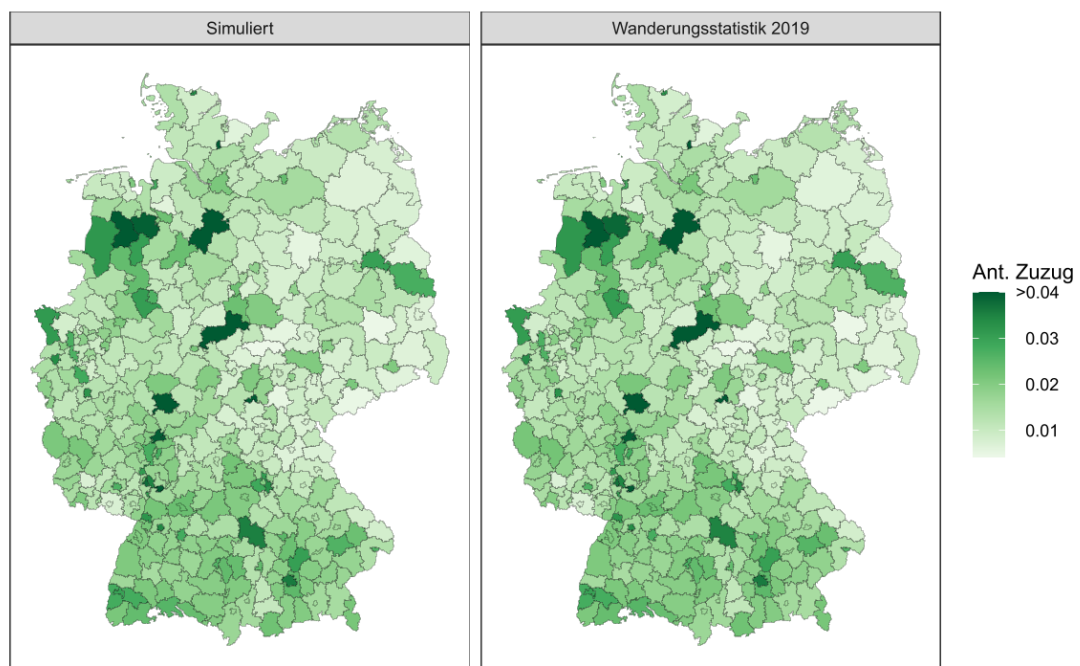 Simuliert
Wanderungsstatistik 2019
Ant. Zuzug
>0.04
0.03
0.02
0.01